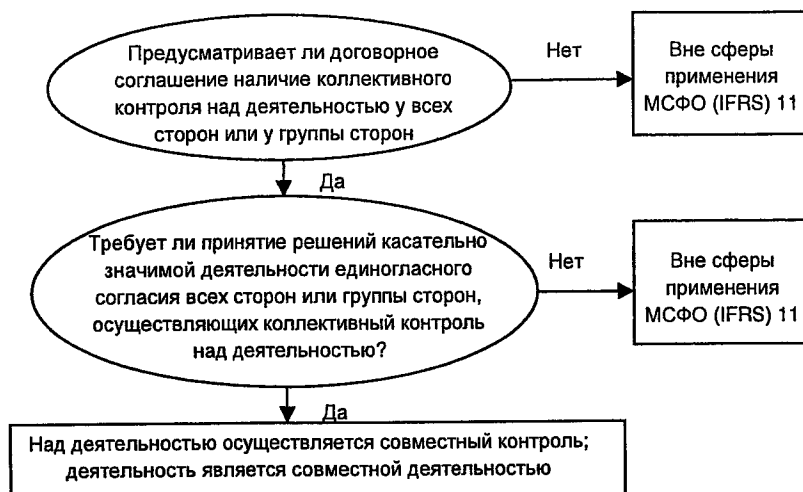 Предусматривает ли договорное
соглашение наличие коллективного
контроля над деятельностью у всех
сторон или у группы сторон
Нет
Вне сферы
применения
МСФО (IFRS) 11
Да
Требует ли принятие решений касательно
значимой деятельности единогласного
согласия всех сторон или группы сторон,
осуществляющих коллективный контроль
над деятельностью?
Нет
Вне сферы
применения
МСФО (IFRS) 11
Да
Над деятельностью осуществляется совместный контроль;
деятельность является совместной деятельностью